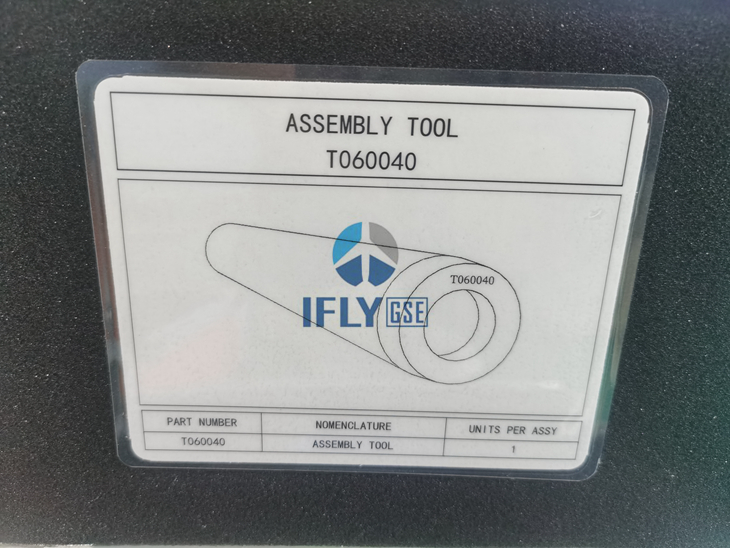 ASSEMBLY TOOL
T060040
T060040
IFLY GSE
PART NUMBER NOMENCLATURE UNITS PER ASSY
T060040 ASSEMBLY TOOL 1